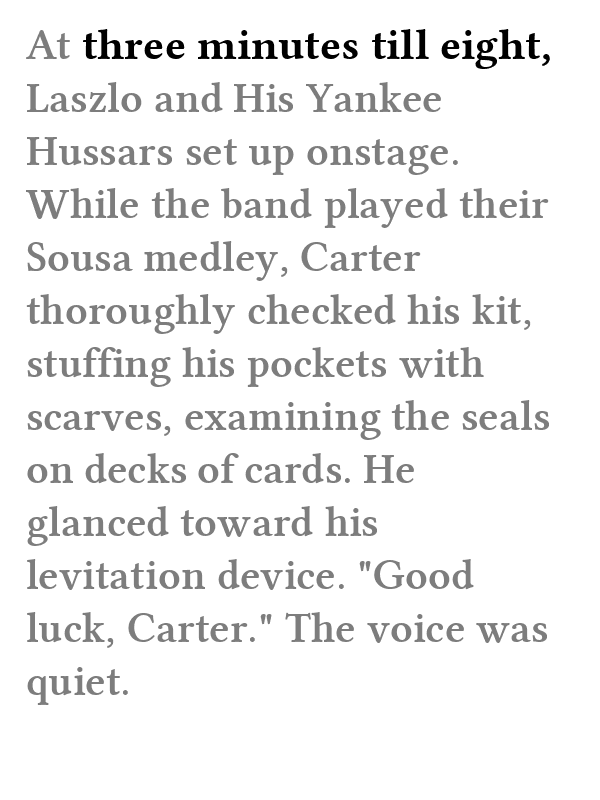 At three minutes till eight,
Laszlo and His Yankee
Hussars set up onstage.
While the band played their
Sousa medley, Carter
thoroughly checked his kit,
stuffing his pockets with
scarves, examining the seals
on decks of cards. He
glanced toward his
levitation device. "Good
luck, Carter." The voice was
quiet.